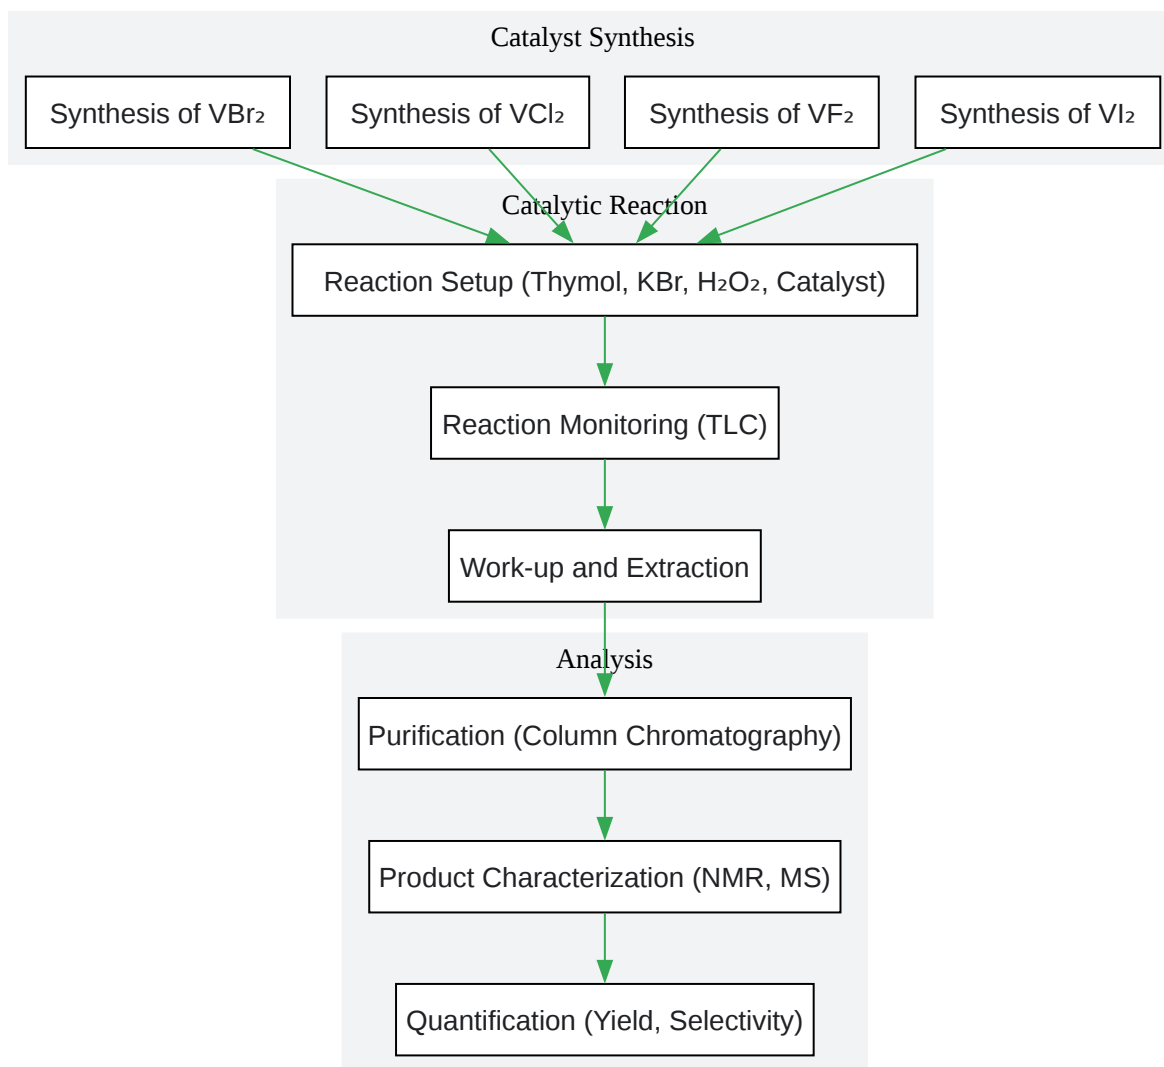 Catalyst Synthesis
Synthesis of VBr₂
Synthesis of VCl₂
Synthesis of VF₂
Synthesis of VI₂
Catalytic Reaction
Reaction Setup (Thymol, KBr, H₂O₂, Catalyst)
Reaction Monitoring (TLC)
Work-up and Extraction
Analysis
Purification (Column Chromatography)
Product Characterization (NMR, MS)
Quantification (Yield, Selectivity)